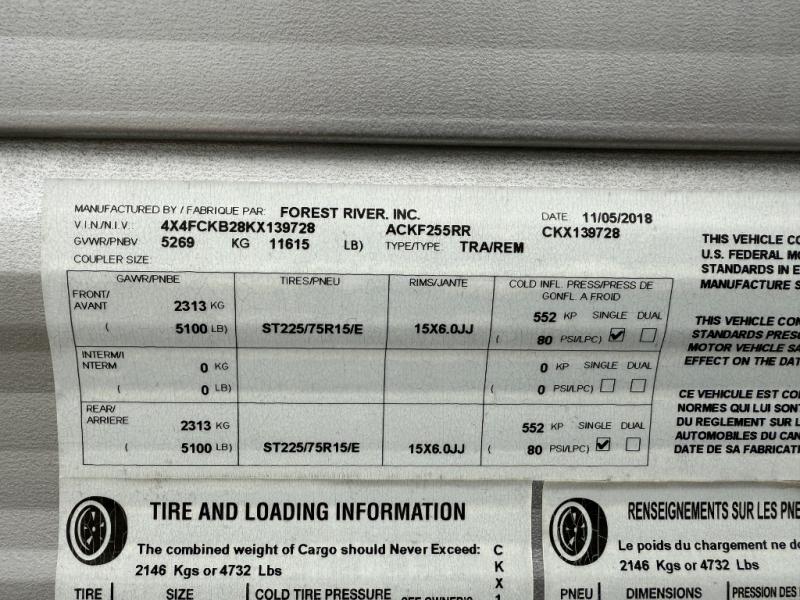 MANUFACTURED BY / FABRIQUE PAR: FOREST RIVER, INC. DATE: 11/05/2018
V.I.N./N.I.V.: 4X4FCKB28KX139728 ACKF255RR CKX139728
GVWR/PNBV 5269 KG 11615 LB) TYPE/TYPE: TRA/REM
COUPLER SIZE:
GAWR/PNBE TIRES/PNEU RIMS/JANTE COLD INFL. PRESS/PRESS DE
GONFL. A FROID
FRONT/
AVANT 2313 KG 552 KP SINGLE DUAL
( 5100 LB) ST225/75R15/E 15X6.0JJ ( 80 PSI/LPC)
INTERM/I
NTERM 0 KG 0 KP SINGLE DUAL
( 0 LB) ( 0 PSI/LPC)
REAR/
ARRIERE 2313 KG 552 KP SINGLE DUAL
( 5100 LB) ST225/75R15/E 15X6.0JJ ( 80 PSI/LPC)
THIS VEHICLE CO
U.S. FEDERAL MO
STANDARDS IN E
MANUFACTURE S
THIS VEHICLE CON
STANDARDS PRES
MOTOR VEHICLE SA
EFFECT ON THE DAT
CE VEHICULE EST CO
NORMES QUI LUI SONT
DU REGLEMENT SUR L
AUTOMOBILES DU CAN
DATE DE SA FABRICATI
TIRE AND LOADING INFORMATION
The combined weight of Cargo should Never Exceed:
2146 Kgs or 4732 Lbs
TIRE SIZE COLD TIRE PRESSURE SEE OWNER'S
C
K
X
1
RENSEIGNEMENTS SUR LES PNE
Le poids du chargement ne de
2146 Kgs or 4732 Lbs
PNEU DIMENSIONS PRESSION DES